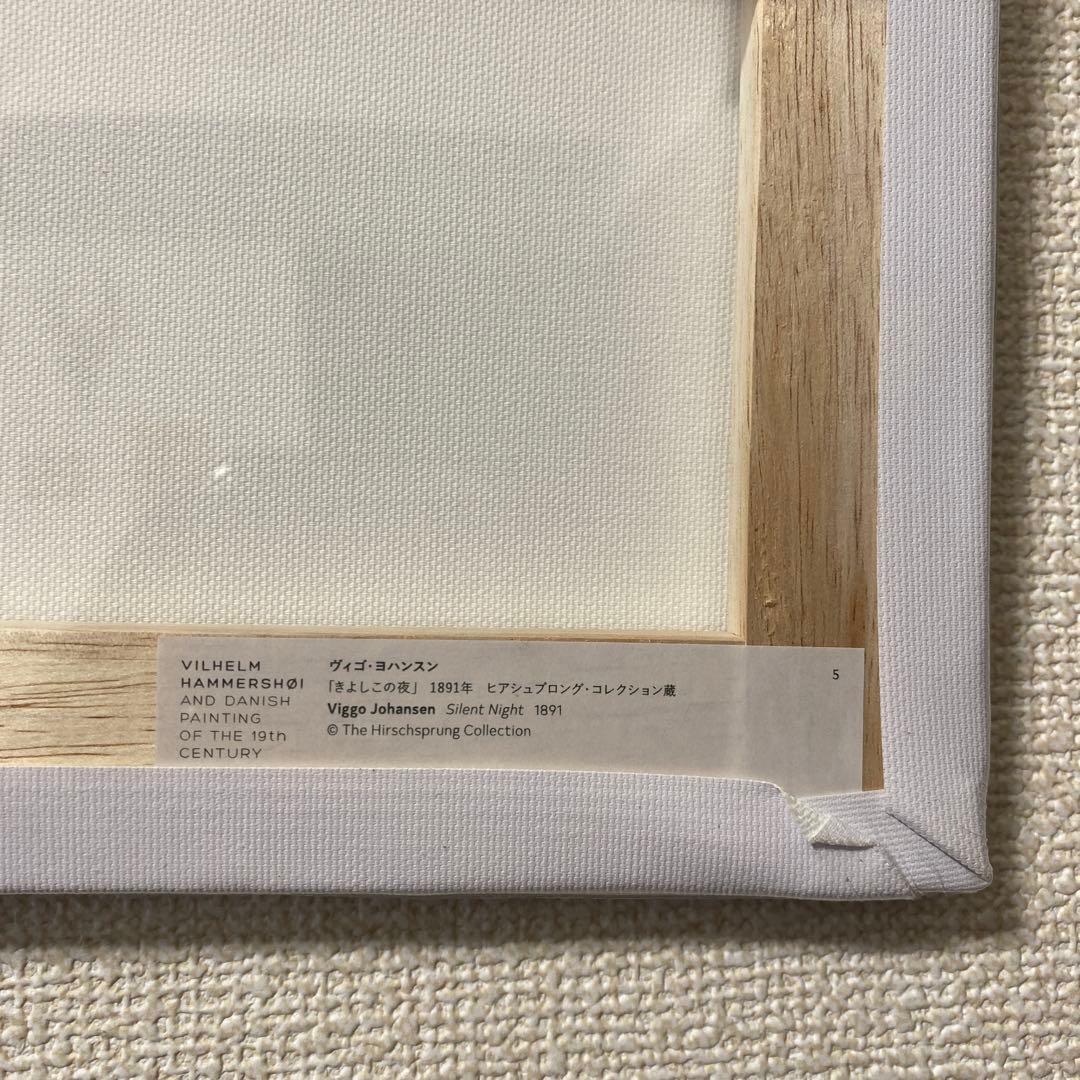 VILHELM
HAMMERSHØI
AND DANISH
PAINTING
OF THE 19th
CENTURY
ヴィゴ・ヨハンスン
「きよしこの夜」 1891年 ヒアシュプロング・コレクション蔵
Viggo Johansen Silent Night 1891
© The Hirschsprung Collection
5